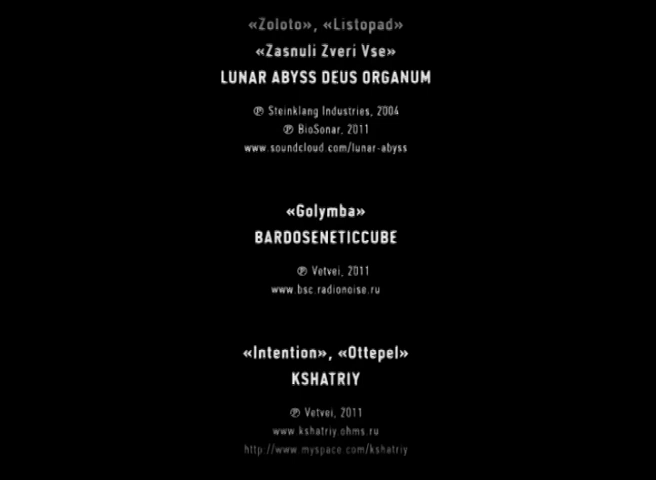 «Zoloto», «Listopad»
«Zasnuli Zveri Vse»
LUNAR ABYSS DEUS ORGANUM
℗ Steinklang Industries, 2004
℗ BioSonar, 2011
www.soundcloud.com/lunar-abyss
«Golymba»
BARDOSENETICCUBE
℗ Vetvei, 2011
www.bsc.radionoise.ru
«Intention», «Ottepel»
KSHATRIY
℗ Vetvei, 2011
www.kshatriy.ohms.ru
http://www.myspace.com/kshatriy